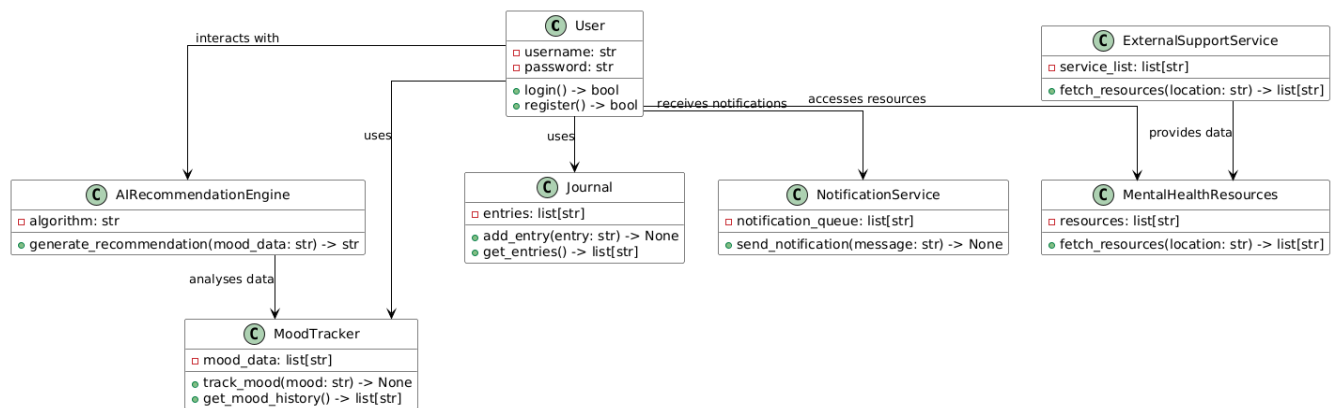 C User
username: str
password: str
login() -> bool
register() -> bool
C ExternalSupportService
service_list: list[str]
fetch_resources(location: str) -> list[str]
interacts with
uses
uses
receives notifications
accesses resources
provides data
C AIRecommendationEngine
algorithm: str
generate_recommendation(mood_data: str) -> str
C Journal
entries: list[str]
add_entry(entry: str) -> None
get_entries() -> list[str]
C NotificationService
notification_queue: list[str]
send_notification(message: str) -> None
C MentalHealthResources
resources: list[str]
fetch_resources(location: str) -> list[str]
analyses data
C MoodTracker
mood_data: list[str]
track_mood(mood: str) -> None
get_mood_history() -> list[str]